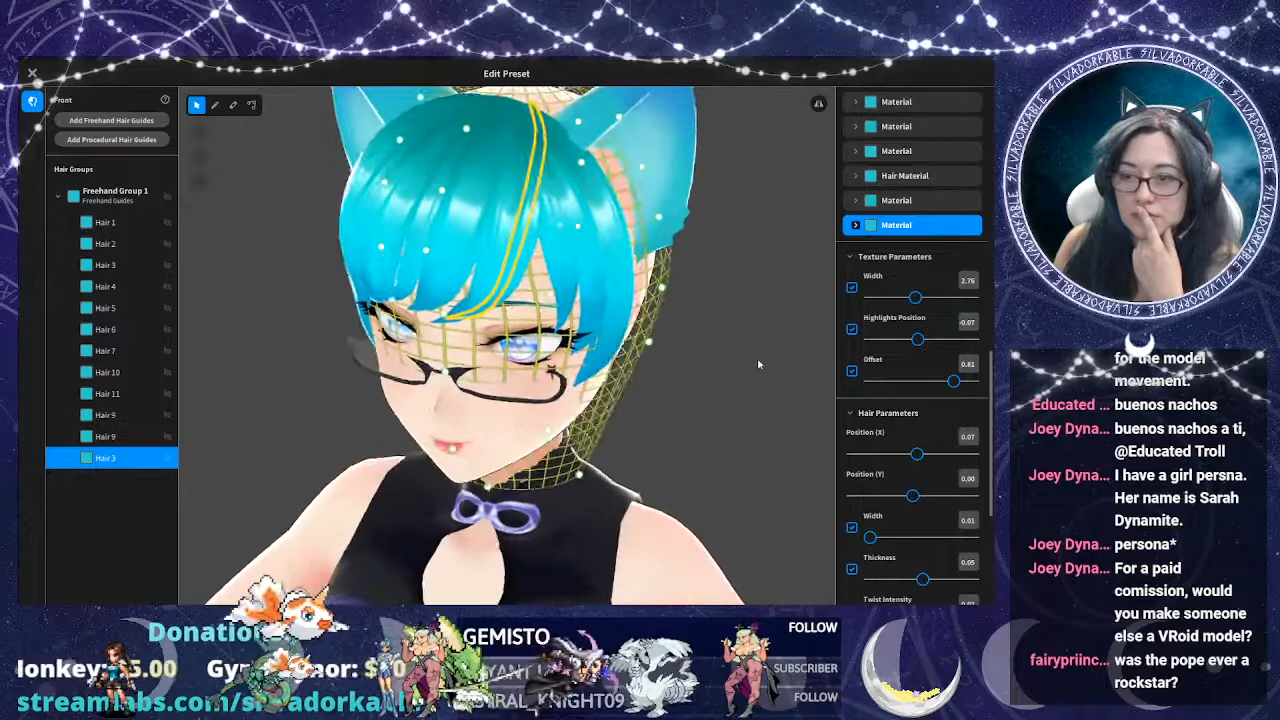 Edit Preset
Front
Add Freehand Hair Guides
Add Procedural Hair Guides
Hair Groups
Freehand Group 1
Freehand Guides
Hair 1
Hair 2
Hair 3
Hair 4
Hair 5
Hair 6
Hair 7
Hair 10
Hair 11
Hair 9
Hair 9
Hair 3
Material
Material
Material
Hair Material
Material
Material
Texture Parameters
Width
2.76
Highlights Position
-0.07
Offset
0.81
Hair Parameters
Position (X)
0.07
Position (Y)
0.00
Width
0.01
Thickness
0.05
Twist Intensity
SILVADORKABLE SILVADORKABLE SILVADORKABLE
for the model
movement.
Educated ... buenos nachos
Joey Dyna... buenos nachos a ti,
@Educated Troll
Joey Dyna... I have a girl persna.
Her name is Sarah
Dynamite.
Joey Dyna... persona*
Joey Dyna... For a paid
comission, would
you make someone
else a VRoid model?
fairypriinc... was the pope ever a
rockstar?
GEMISTO
FOLLOW
SUBSCRIBER
FOLLOW